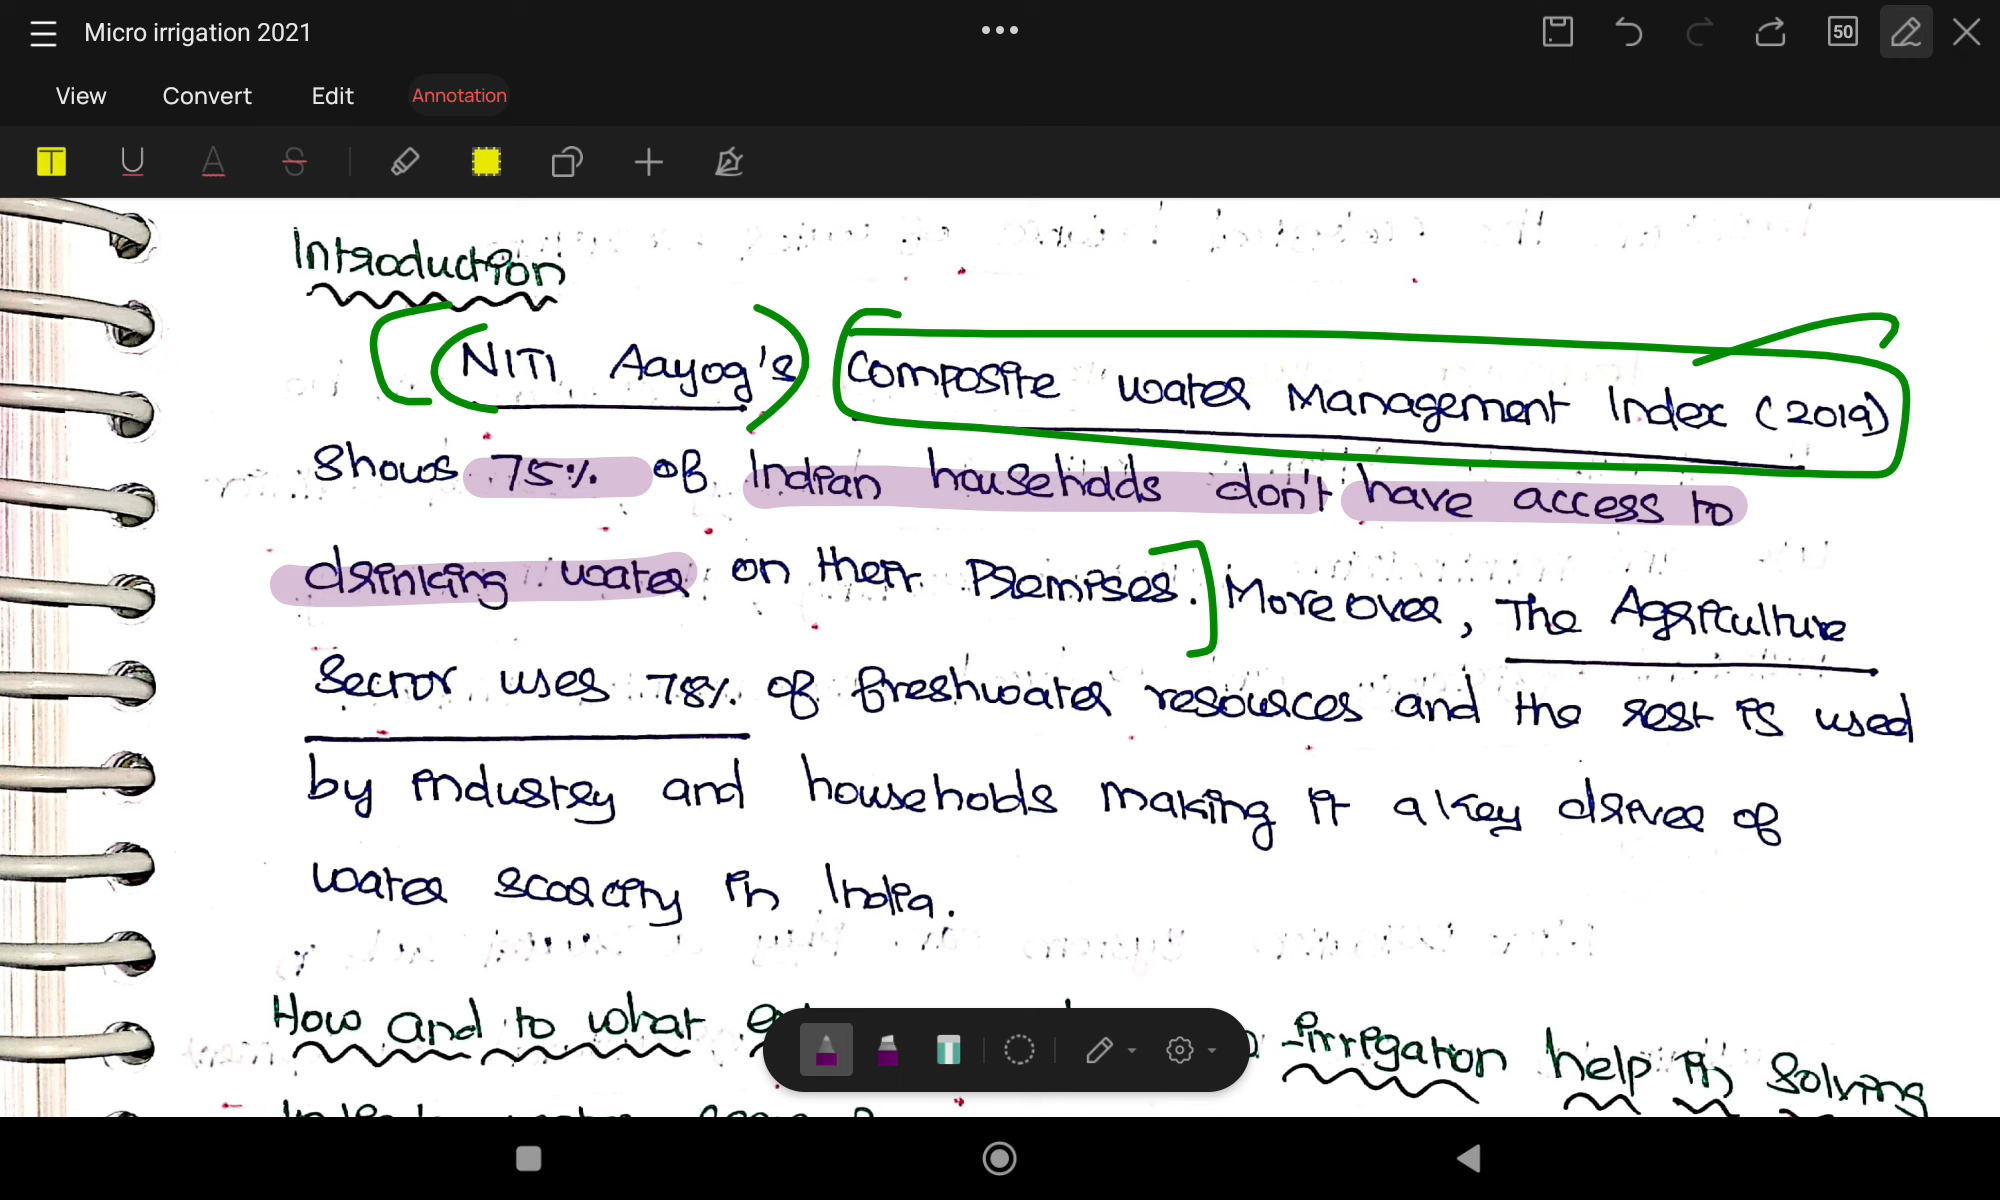 Micro irrigation 2021
50
View Convert Edit Annotation
T U A S
Introduction
NITI Aayog's Composite Water Management Index (2019)
shows 75% of Indian households don't have access to
drinking water on their Premises. Moreover, The Agriculture
Sector uses 78% of freshwater resources and the rest is used
by industry and households making it a key driver of
water scarcity in India.
How and to what irrigation help in solving